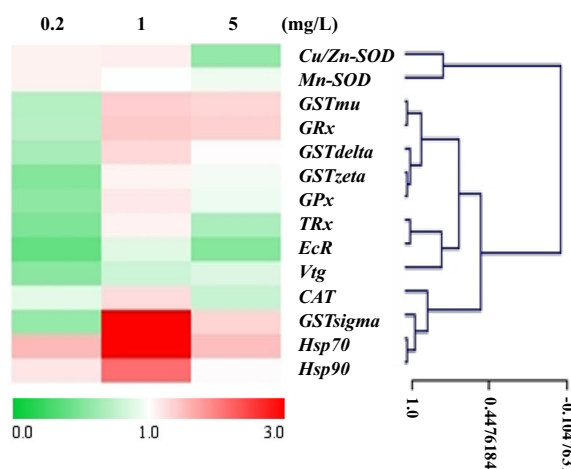 0.2 1 5 (mg/L)
Cu/Zn-SOD
Mn-SOD
GSTmu
GRx
GSTdelta
GSTzeta
GPx
TRx
EcR
Vtg
CAT
GSTsigma
Hsp70
Hsp90
0.0 1.0 3.0
1.0 0.4476184